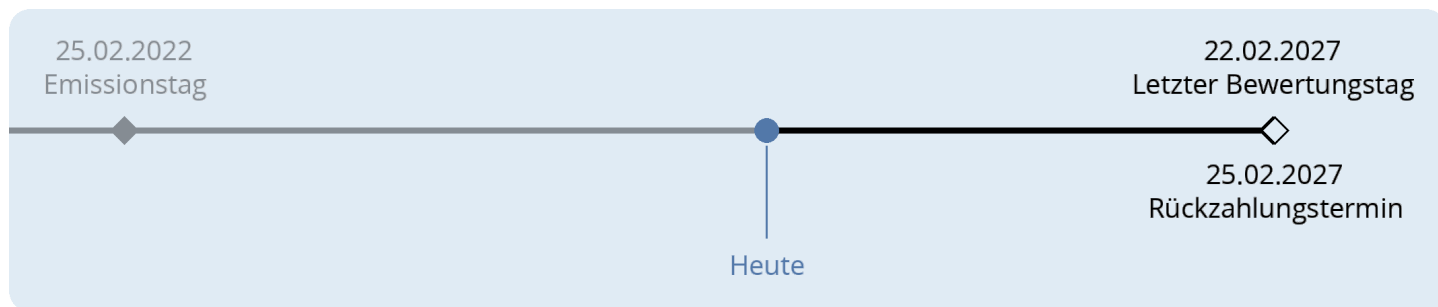 25.02.2022
Emissionstag
22.02.2027
Letzter Bewertungstag
25.02.2027
Rückzahlungstermin
Heute